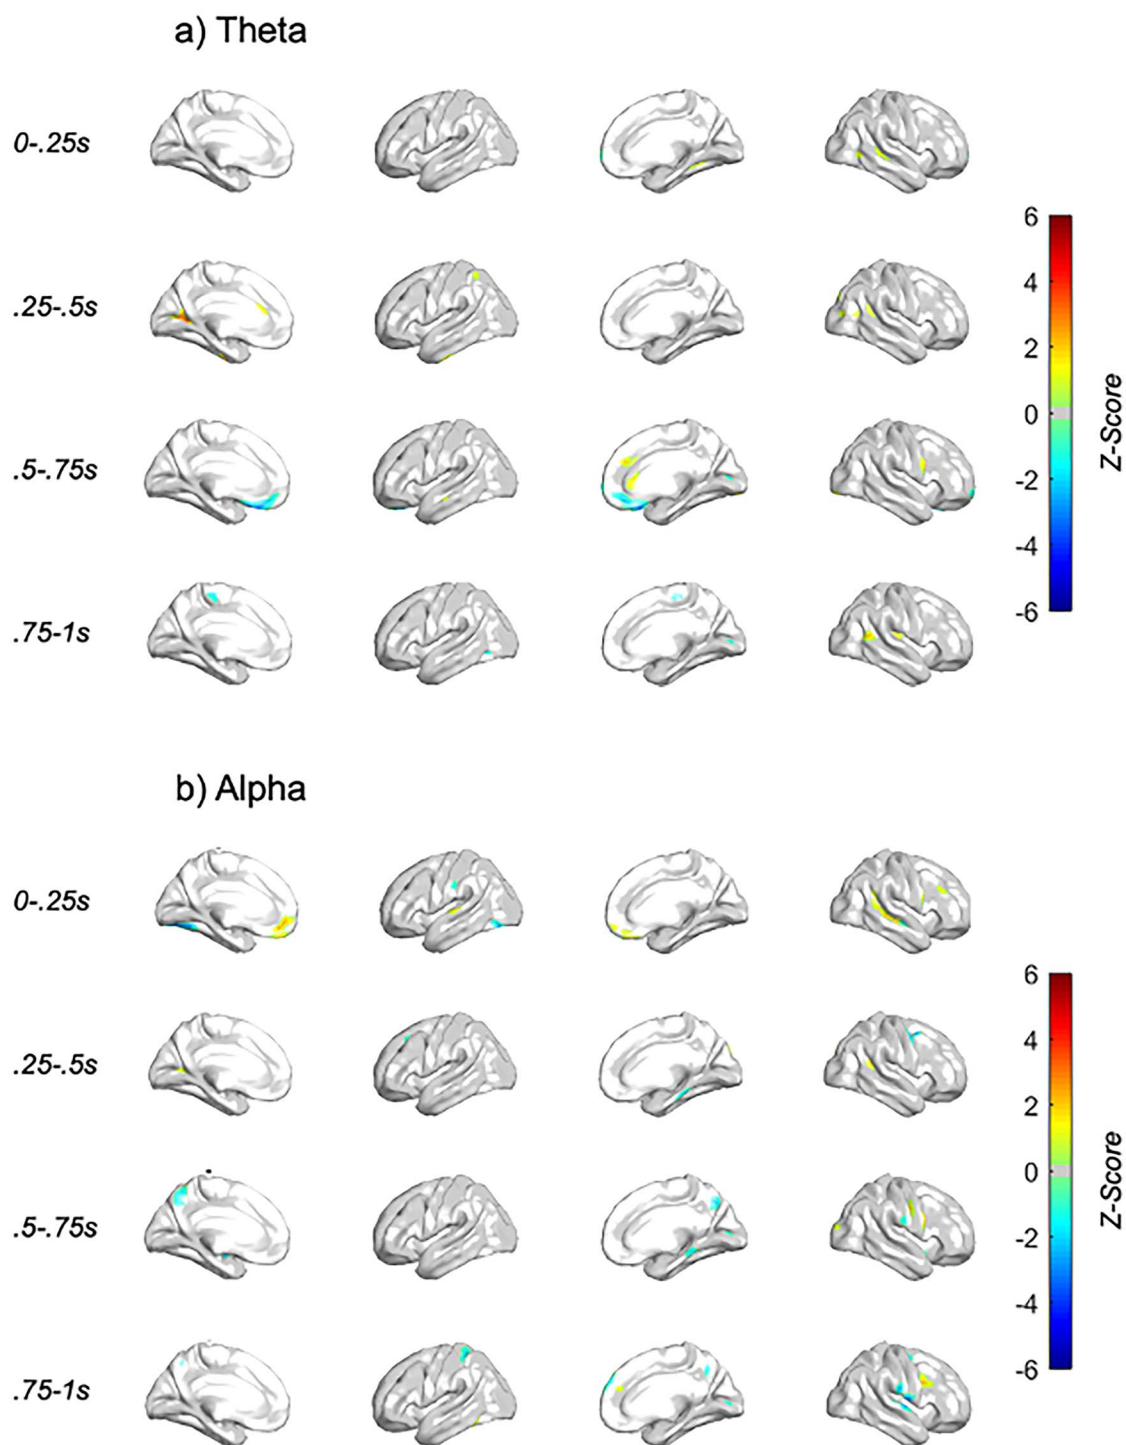 a) Theta
0-.25s
.25-.5s
.5-.75s
.75-1s
6
4
2
0
-2
-4
-6
Z-Score
b) Alpha
0-.25s
.25-.5s
.5-.75s
.75-1s
6
4
2
0
-2
-4
-6
Z-Score